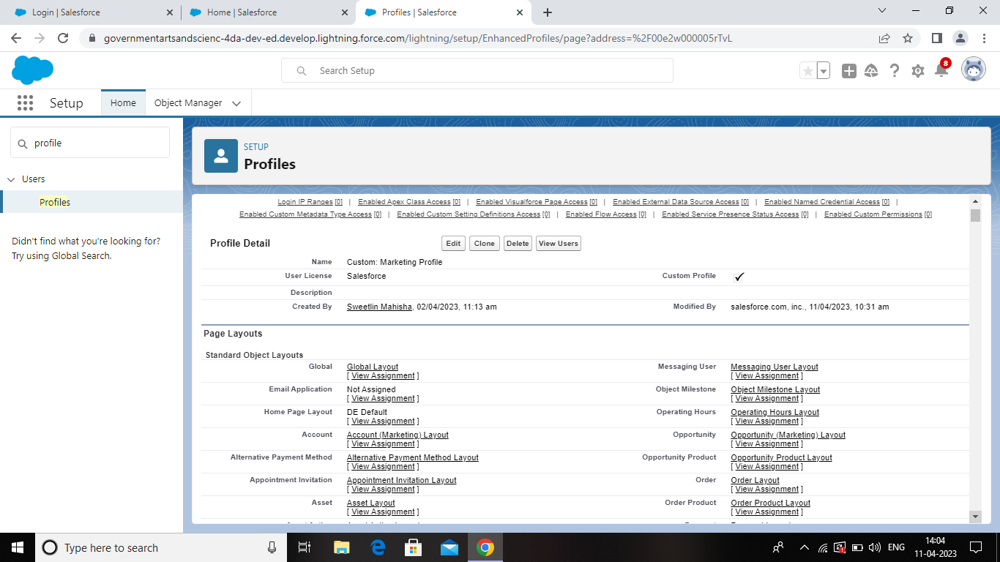 Login | Salesforce
Home | Salesforce
Profiles | Salesforce
governmentartsandscienc-4da-dev-ed.develop.lightning.force.com/lightning/setup/EnhancedProfiles/page?address=%2F00e2w000005rTvL
Search Setup
8
Setup
Home
Object Manager
profile
Users
Profiles
Didn't find what you're looking for?
Try using Global Search.
SETUP
Profiles
Login IP Ranges [0] | Enabled Apex Class Access [0] | Enabled Visualforce Page Access [0] | Enabled External Data Source Access [0] | Enabled Named Credential Access [0] |
Enabled Custom Metadata Type Access [0] | Enabled Custom Setting Definitions Access [0] | Enabled Flow Access [0] | Enabled Service Presence Status Access [0] | Enabled Custom Permissions [0]
Profile Detail Edit Clone Delete View Users
Name Custom: Marketing Profile
User License Salesforce Custom Profile
Description
Created By Sweetlin Mahisha, 02/04/2023, 11:13 am Modified By salesforce.com, inc., 11/04/2023, 10:31 am
Page Layouts
Standard Object Layouts
Global Global Layout Messaging User Messaging User Layout
[ View Assignment ] [ View Assignment ]
Email Application Not Assigned Object Milestone Object Milestone Layout
[ View Assignment ] [ View Assignment ]
Home Page Layout DE Default Operating Hours Operating Hours Layout
[ View Assignment ] [ View Assignment ]
Account Account (Marketing) Layout Opportunity Opportunity (Marketing) Layout
[ View Assignment ] [ View Assignment ]
Alternative Payment Method Alternative Payment Method Layout Opportunity Product Opportunity Product Layout
[ View Assignment ] [ View Assignment ]
Appointment Invitation Appointment Invitation Layout Order Order Layout
[ View Assignment ] [ View Assignment ]
Asset Asset Layout Order Product Order Product Layout
[ View Assignment ] [ View Assignment ]
Type here to search
ENG
14:04
11-04-2023